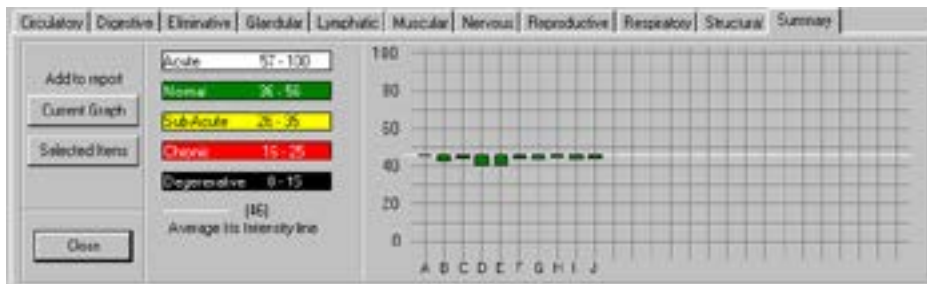 Circulatory Digestive Eliminative Glandular Lymphatic Muscular Nervous Reproductive Respiratory Structural Summary
Add to report
Current Graph
Selected Items
Close
Acute 57 - 100
Normal 36 - 56
Sub-Acute 26 - 35
Chronic 16 - 25
Degenerative 0 - 15
(46)
Average Iris Intensity line
100
80
60
40
20
0
A B C D E F G H I J